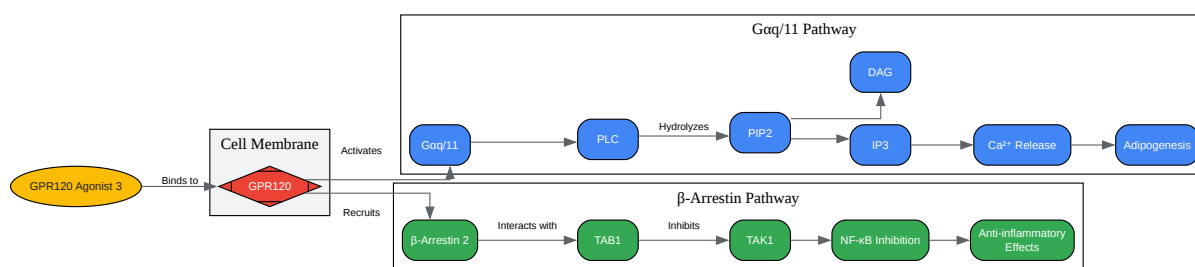 Gαq/11 Pathway
DAG
Cell Membrane
Activates
Gαq/11
PLC
Hydrolyzes
PIP2
IP3
Ca²⁺ Release
Adipogenesis
GPR120 Agonist 3
Binds to
GPR120
Recruits
β-Arrestin Pathway
β-Arrestin 2
Interacts with
TAB1
Inhibits
TAK1
NF-κB Inhibition
Anti-inflammatory
Effects